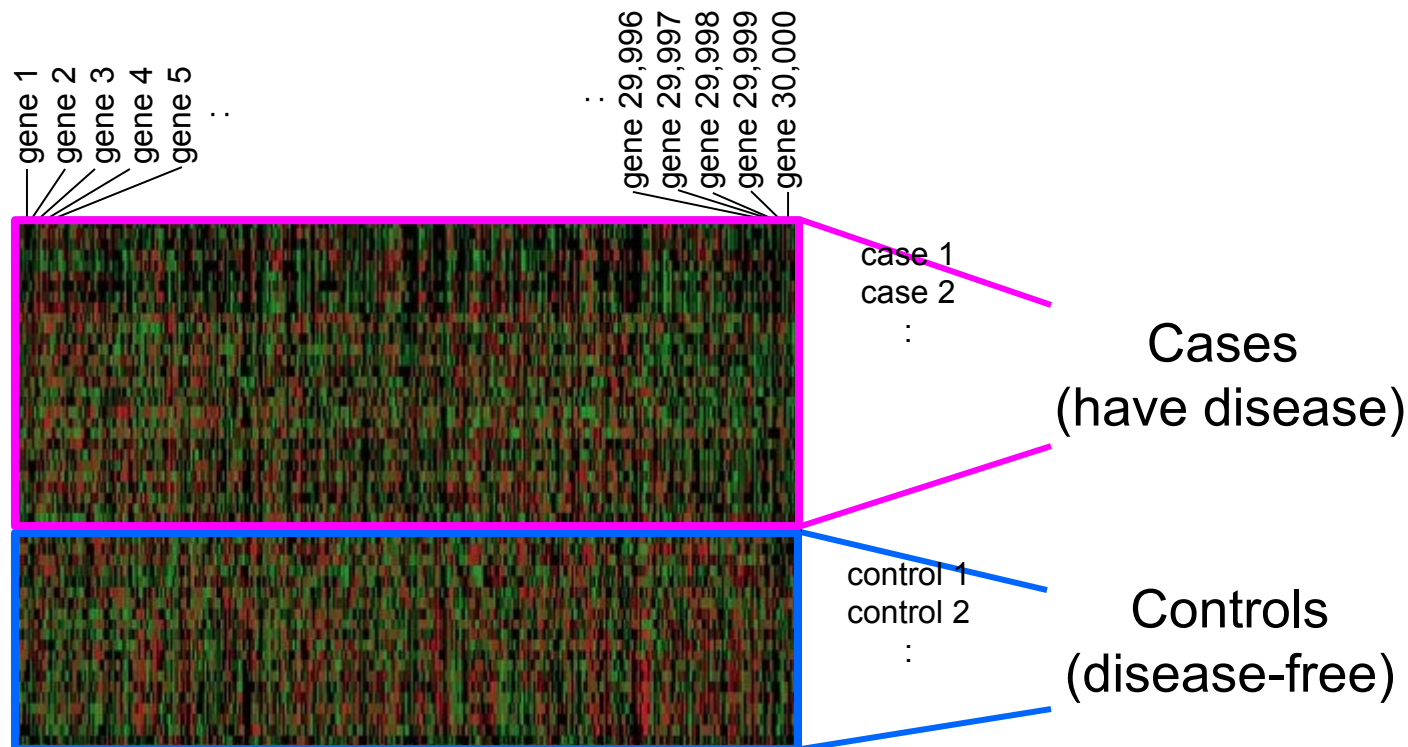 gene 1
gene 2
gene 3
gene 4
gene 5
. .
. .
gene 29,996
gene 29,997
gene 29,998
gene 29,999
gene 30,000
case 1
case 2
:
Cases
(have disease)
control 1
control 2
:
Controls
(disease-free)